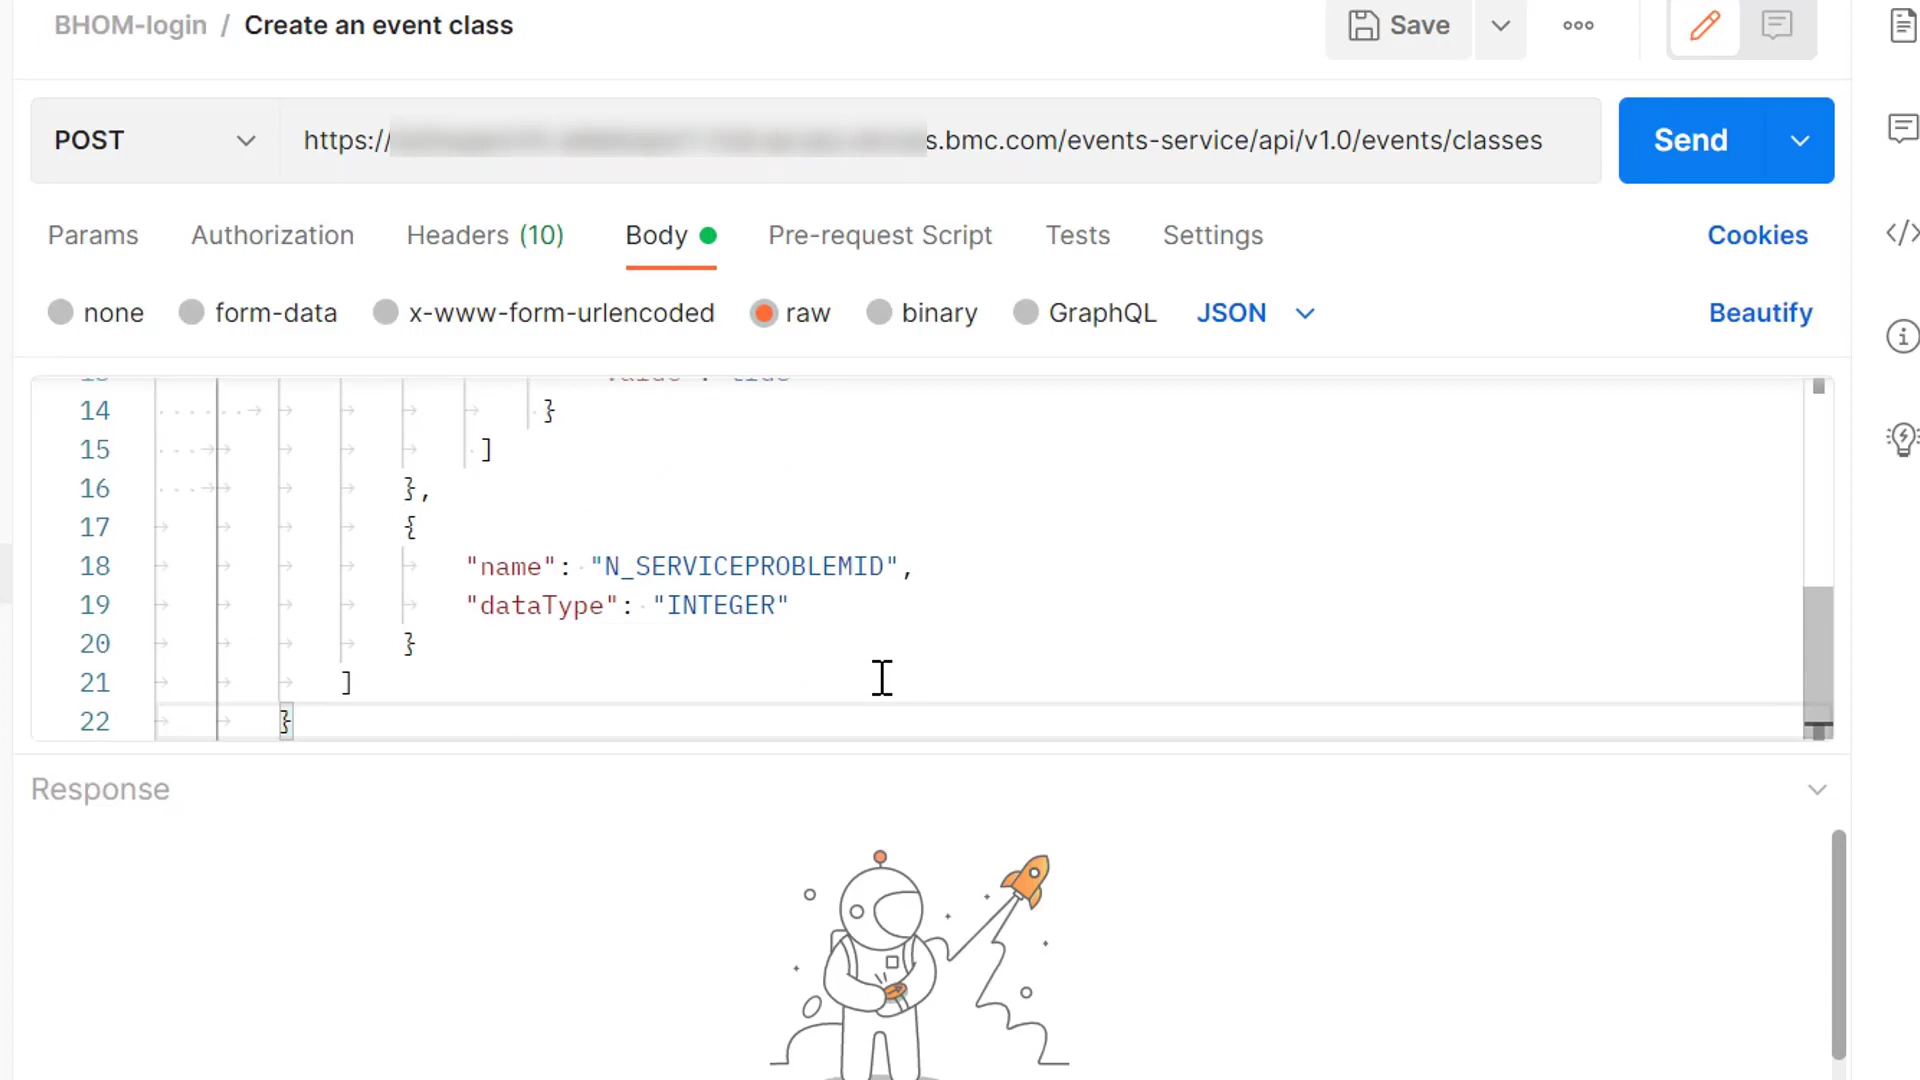 BHOM-login / Create an event class
Save
POST
https:// s.bmc.com/events-service/api/v1.0/events/classes
Send
Params Authorization Headers (10) Body Pre-request Script Tests Settings Cookies
none form-data x-www-form-urlencoded raw binary GraphQL JSON Beautify
14 }
15 ]
16 },
17 {
18 "name": "N_SERVICEPROBLEMID",
19 "dataType": "INTEGER"
20 }
21 ]
22 }
Response